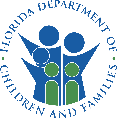 FLORIDA DEPARTMENT OF
CHILDREN AND FAMILIES